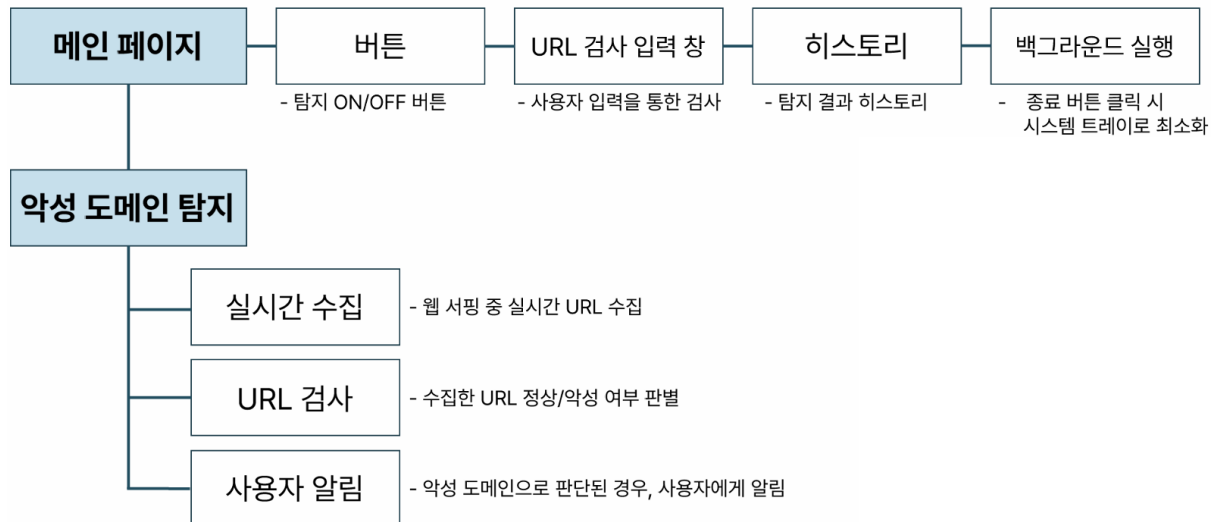 메인 페이지
버튼
URL 검사 입력 창
히스토리
백그라운드 실행
- 탐지 ON/OFF 버튼
- 사용자 입력을 통한 검사
- 탐지 결과 히스토리
- 종료 버튼 클릭 시
시스템 트레이로 최소화
악성 도메인 탐지
실시간 수집
- 웹 서핑 중 실시간 URL 수집
URL 검사
- 수집한 URL 정상/악성 여부 판별
사용자 알림
- 악성 도메인으로 판단된 경우, 사용자에게 알림